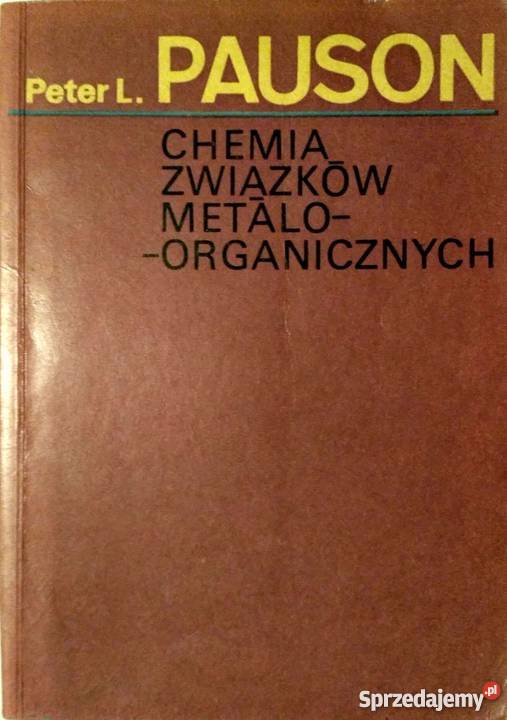 Peter L. PAUSON
CHEMIA
ZWIĄZKÓW
METALO-
-ORGANICZNYCH
Sprzedajemy.pl